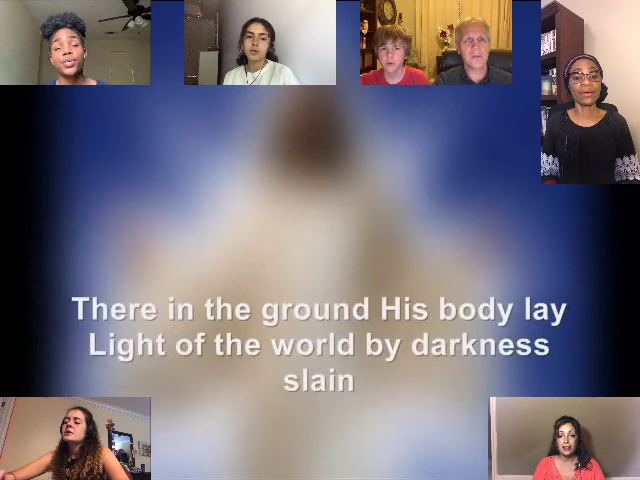 There in the ground His body lay
Light of the world by darkness
slain